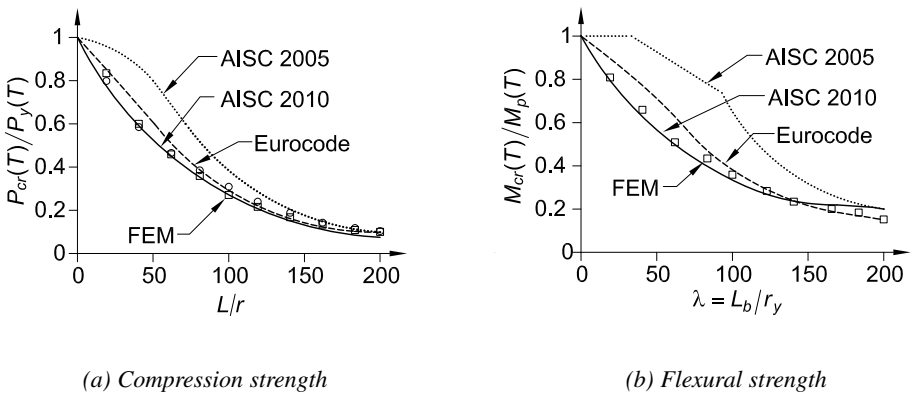 1
0.8
0.6
0.4
0.2
0
0
50
100
150
200
P_cr(T)/P_y(T)
L/r
AISC 2005
AISC 2010
Eurocode
FEM
(a) Compression strength
1
0.8
0.6
0.4
0.2
0
0
50
100
150
200
M_cr(T)/M_p(T)
λ = L_b/r_y
AISC 2005
AISC 2010
Eurocode
FEM
(b) Flexural strength